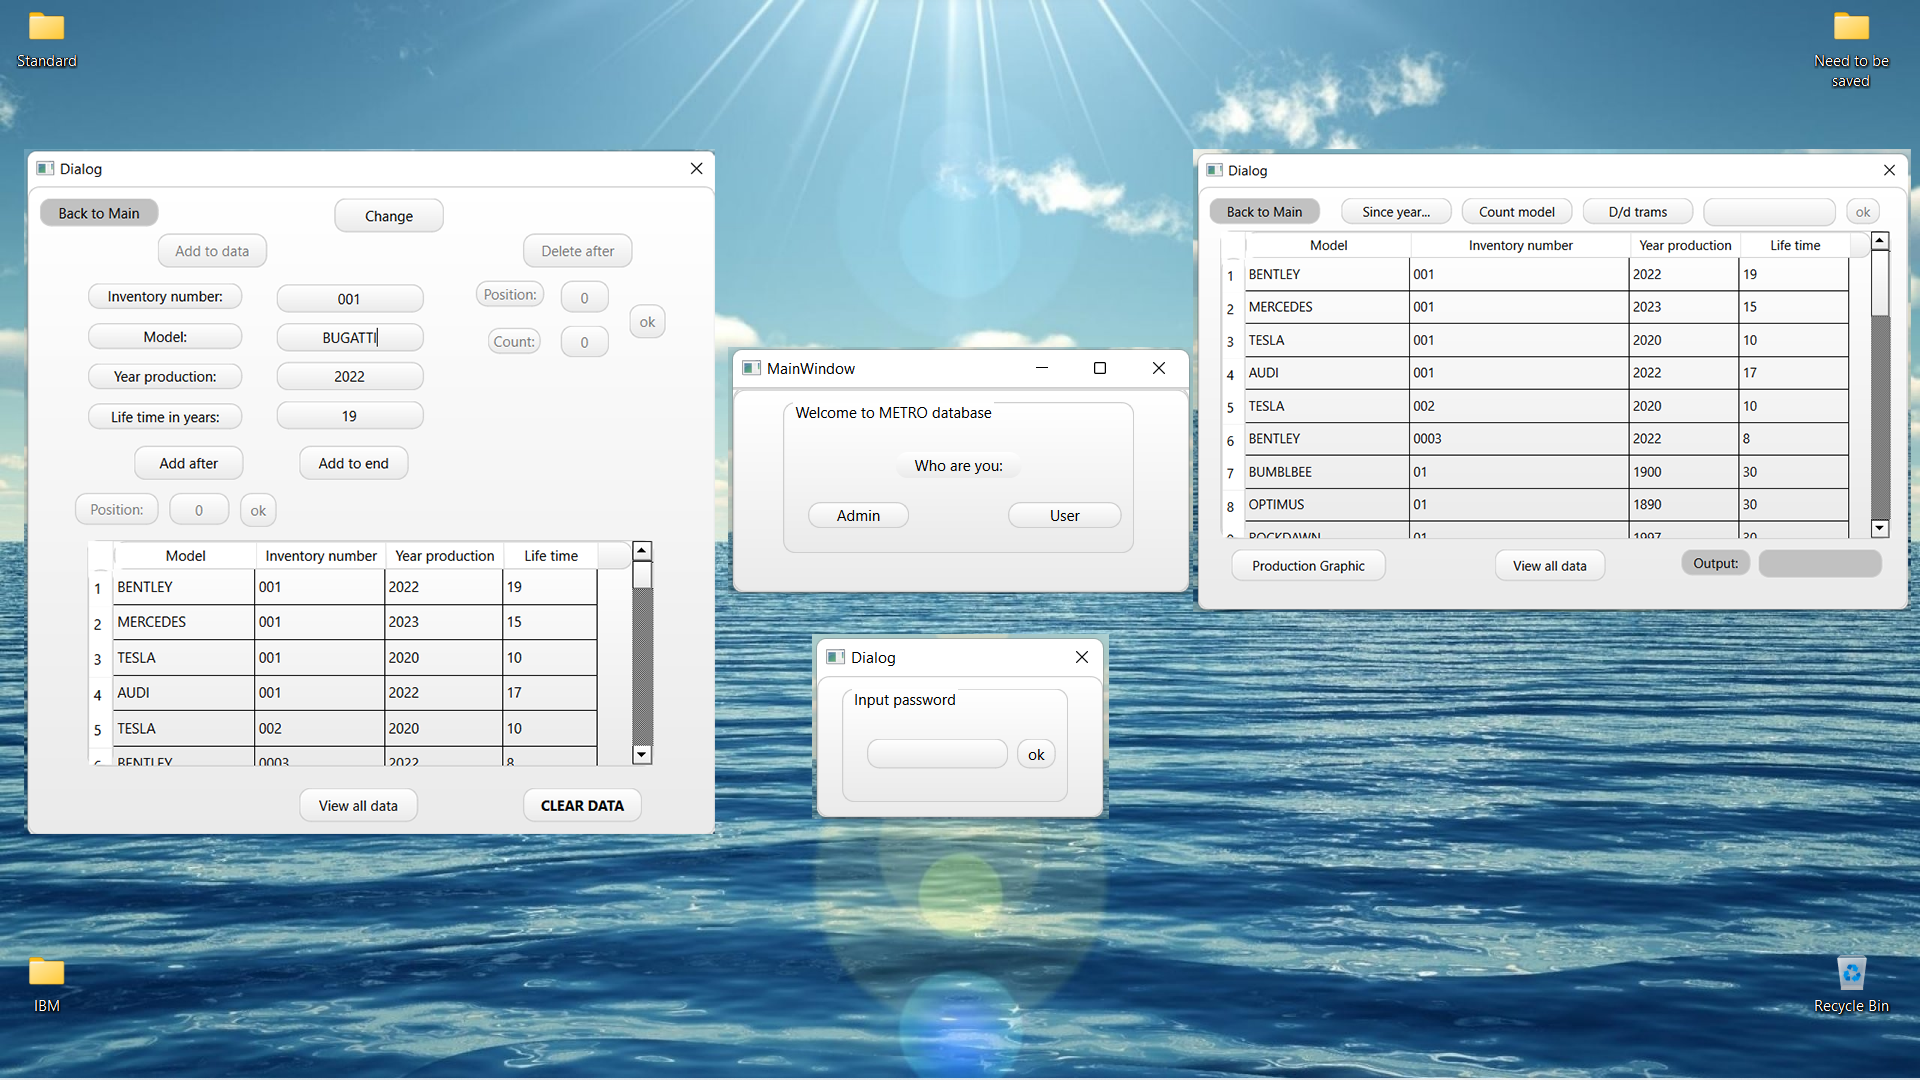 Standard
Need to be
saved
Dialog
Back to Main
Change
Add to data
Delete after
Inventory number:
001
Position:
0
ok
Model:
BUGATTI
Count:
0
Year production:
2022
Life time in years:
19
Add after
Add to end
Position:
0
ok
Model Inventory number Year production Life time
1 BENTLEY 001 2022 19
2 MERCEDES 001 2023 15
3 TESLA 001 2020 10
4 AUDI 001 2022 17
5 TESLA 002 2020 10
6 BENTLEY 0003 2022 8
View all data
CLEAR DATA
MainWindow
Welcome to METRO database
Who are you:
Admin
User
Dialog
Input password
ok
Dialog
Back to Main
Since year...
Count model
D/d trams
ok
Model Inventory number Year production Life time
1 BENTLEY 001 2022 19
2 MERCEDES 001 2023 15
3 TESLA 001 2020 10
4 AUDI 001 2022 17
5 TESLA 002 2020 10
6 BENTLEY 0003 2022 8
7 BUMBLBEE 01 1900 30
8 OPTIMUS 01 1890 30
9 ROCKDAWN 01 1997 30
Production Graphic
View all data
Output:
IBM
Recycle Bin